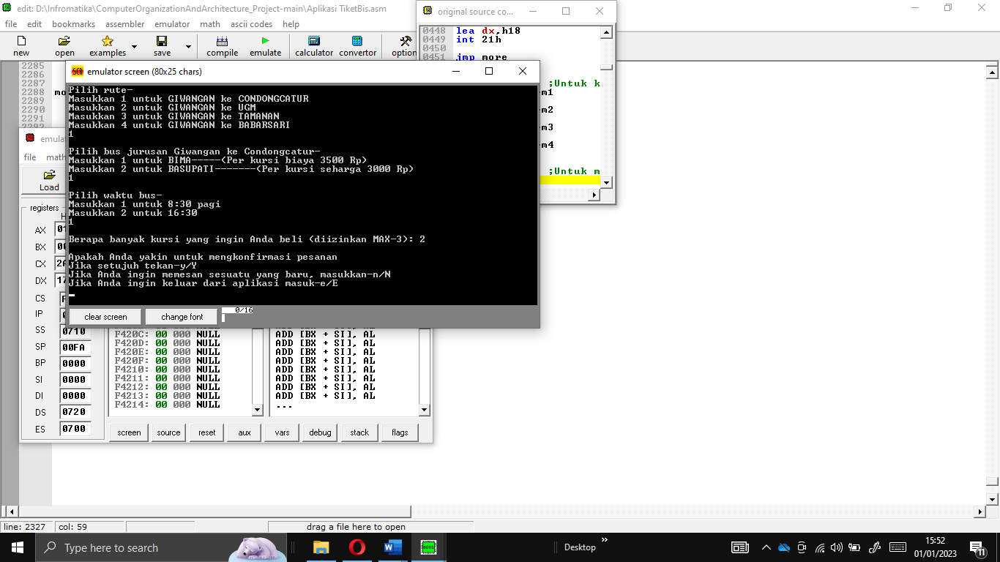 edit: D:\Infromatika\ComputerOrganizationAndArchitecture_Project-main\Aplikasi TiketBis.asm
file edit bookmarks assembler emulator math ascii codes help
new open examples save compile emulate calculator convertor option
original source co...
0448 lea dx,h18
0449 int 21h
0450
0451 jmp more
;Untuk k
m1
m2
m3
m4
;Untuk m
2285
2286
2287
2288 mo
2289
2290
2291
emulator screen (80x25 chars)
Pilih rute-
Masukkan 1 untuk GIWANGAN ke CONDONGCATUR
Masukkan 2 untuk GIWANGAN ke UGM
Masukkan 3 untuk GIWANGAN ke TAMANAN
Masukkan 4 untuk GIWANGAN ke BABARSARI
1
Pilih bus jurusan Giwangan ke Condongcatur-
Masukkan 1 untuk BIMA-----(Per kursi biaya 3500 Rp)
Masukkan 2 untuk BASUPATI-------(Per kursi seharga 3000 Rp)
1
Pilih waktu bus-
Masukkan 1 untuk 8:30 pagi
Masukkan 2 untuk 16:30
1
Berapa banyak kursi yang ingin Anda beli (diizinkan MAX-3): 2
Apakah Anda yakin untuk mengkonfirmasi pesanan
Jika setujuh tekan-y/Y
Jika Anda ingin memesan sesuatu yang baru, masukkan-n/N
Jika Anda ingin keluar dari aplikasi masuk-e/E
clear screen change font 0/16
emulat
file math
Load
registers
H
AX 01
BX 00
CX 2A
DX 17
CS F
IP 0
SS 0710
SP 00FA
BP 0000
SI 0000
DI 0000
DS 0720
ES 0700
F420C: 00 000 NULL ADD [BX + SI], AL
F420D: 00 000 NULL ADD [BX + SI], AL
F420E: 00 000 NULL ADD [BX + SI], AL
F420F: 00 000 NULL ADD [BX + SI], AL
F4210: 00 000 NULL ADD [BX + SI], AL
F4211: 00 000 NULL ADD [BX + SI], AL
F4212: 00 000 NULL ADD [BX + SI], AL
F4213: 00 000 NULL ADD [BX + SI], AL
F4214: 00 000 NULL ...
screen source reset aux vars debug stack flags
line: 2327 col: 59 drag a file here to open
Type here to search
Desktop
15:52
01/01/2023
11